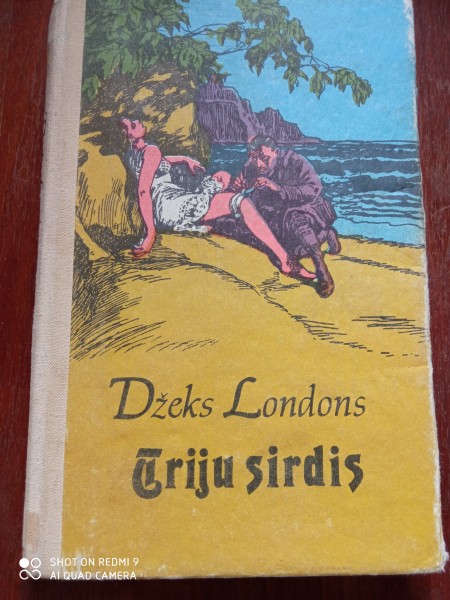 Džeks Londons
Triju sirdis
SHOT ON REDMI 9
AI QUAD CAMERA